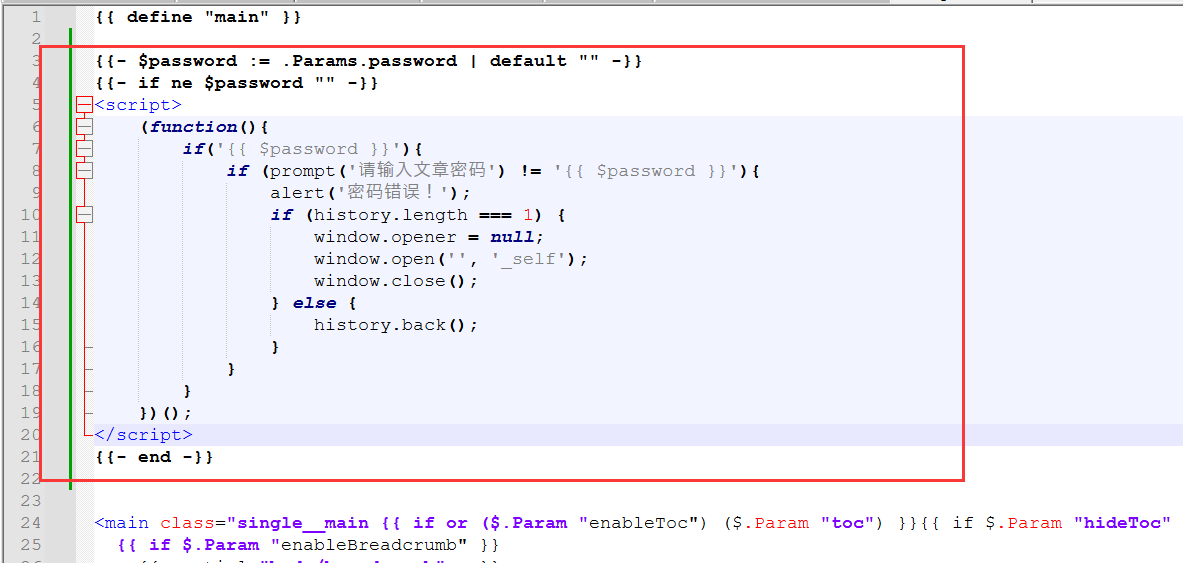 1 {{ define "main" }}
2
3 {{- $password := .Params.password | default "" -}}
4 {{- if ne $password "" -}}
5 <script>
6     (function(){
7         if('{{ $password }}'){
8             if (prompt('请输入文章密码') != '{{ $password }}'){
9                 alert('密码错误！');
10                 if (history.length === 1) {
11                     window.opener = null;
12                     window.open('', '_self');
13                     window.close();
14                 } else {
15                     history.back();
16                 }
17             }
18         }
19     })();
20 </script>
21 {{- end -}}
22
23
24 <main class="single__main {{ if or ($.Param "enableToc") ($.Param "toc") }}{{ if $.Param "hideToc"
25   {{ if $.Param "enableBreadcrumb" }}